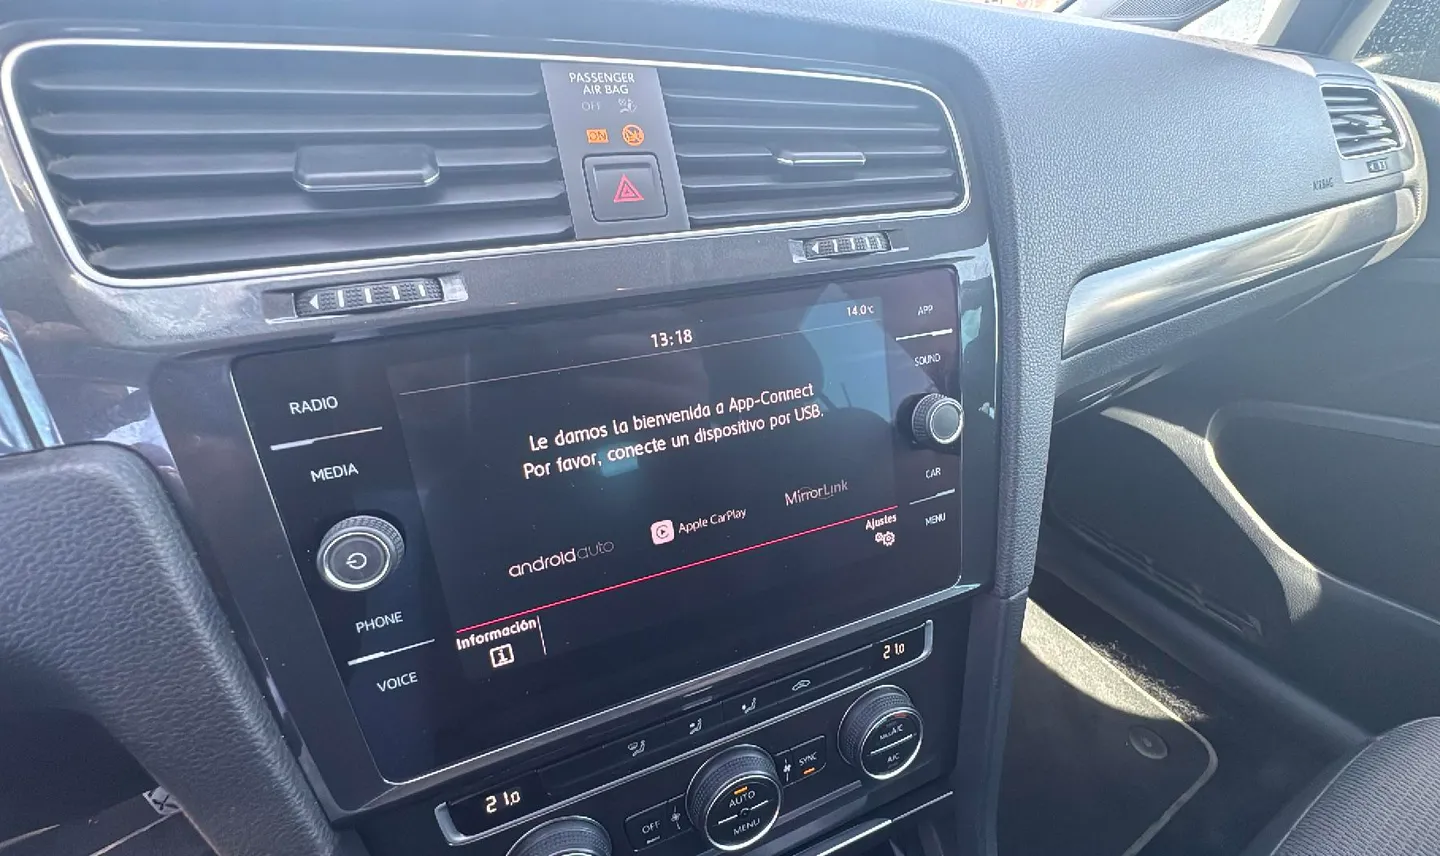 PASSENGER
AIR BAG
OFF
ON
AIRBAG
13:18
14.0°C
APP
SOUND
RADIO
MEDIA
Le damos la bienvenida a App-Connect
Por favor, conecte un dispositivo por USB.
CAR
MENU
MirrorLink
Apple CarPlay
androidauto
Ajustes
PHONE
Información
i
VOICE
21.0
21.0
OFF
AUTO
MENU
SYNC
MAX A/C
A/C